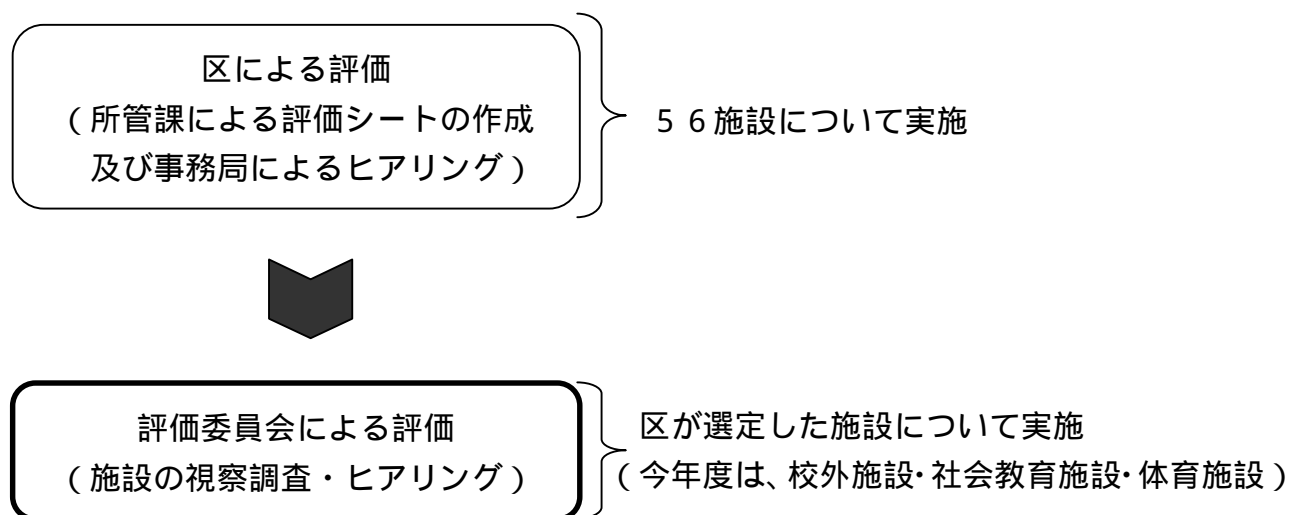 区による評価
（所管課による評価シートの作成
及び事務局によるヒアリング）
５６施設について実施
評価委員会による評価
（施設の視察調査・ヒアリング）
区が選定した施設について実施
（今年度は、校外施設・社会教育施設・体育施設）